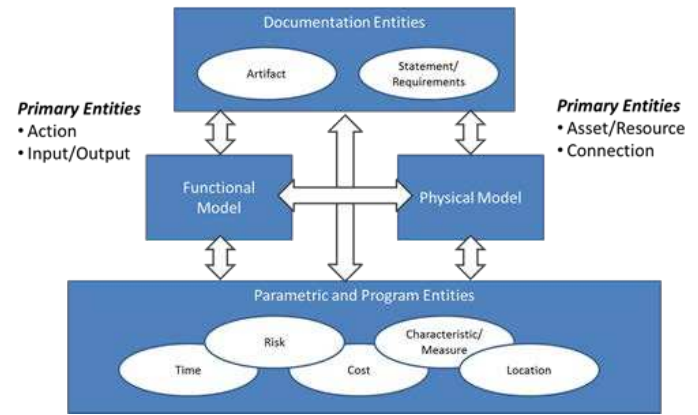 Documentation Entities
Artifact
Statement/
Requirements
Primary Entities
• Action
• Input/Output
Primary Entities
• Asset/Resource
• Connection
Functional
Model
Physical Model
Parametric and Program Entities
Time
Risk
Cost
Characteristic/
Measure
Location